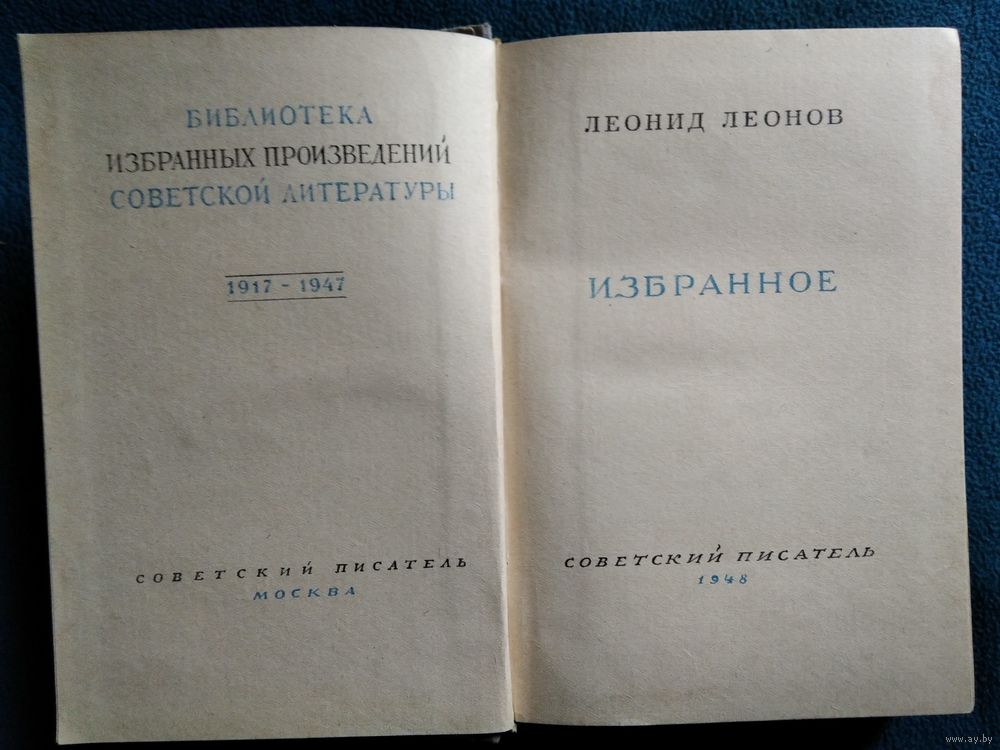 БИБЛИОТЕКА
ИЗБРАННЫХ ПРОИЗВЕДЕНИЙ
СОВЕТСКОЙ ЛИТЕРАТУРЫ
1917 - 1947
СОВЕТСКИЙ ПИСАТЕЛЬ
МОСКВА
ЛЕОНИД ЛЕОНОВ
ИЗБРАННОЕ
СОВЕТСКИЙ ПИСАТЕЛЬ
1948
www.ay.by